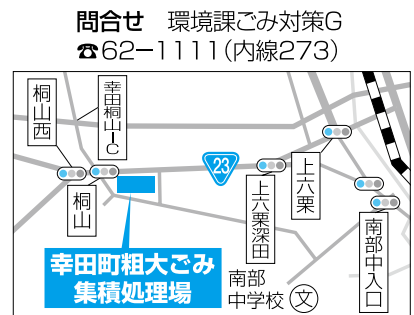 問合せ 環境課ごみ対策G
☎62－1111(内線273)
幸田桐山IC
桐山西
桐山
23
上六栗
上六栗深田
南部中入口
幸田町粗大ごみ
集積処理場
南部
中学校 文